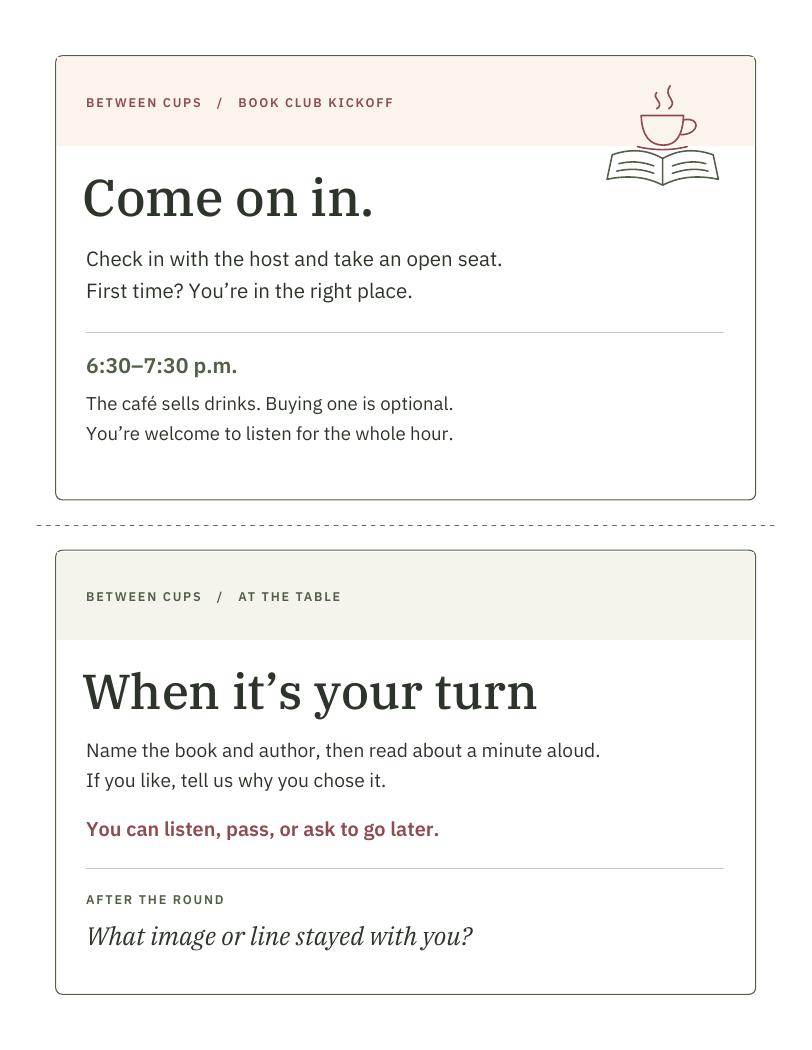 BETWEEN CUPS / BOOK CLUB KICKOFF
Come on in.
Check in with the host and take an open seat.
First time? You’re in the right place.
6:30–7:30 p.m.
The café sells drinks. Buying one is optional.
You’re welcome to listen for the whole hour.
BETWEEN CUPS / AT THE TABLE
When it’s your turn
Name the book and author, then read about a minute aloud.
If you like, tell us why you chose it.
You can listen, pass, or ask to go later.
AFTER THE ROUND
What image or line stayed with you?